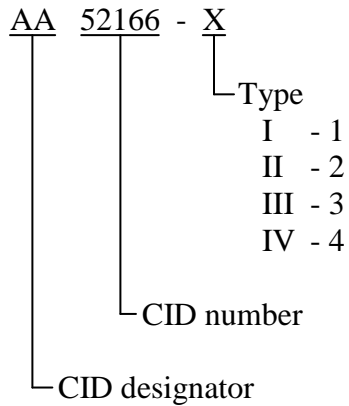 AA 52166 - X
Type
I - 1
II - 2
III - 3
IV - 4
CID number
CID designator